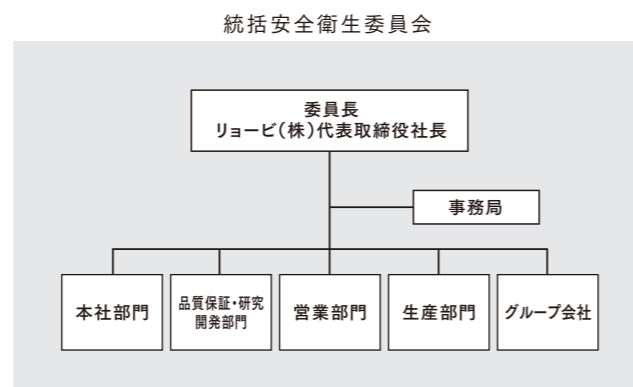 統括安全衛生委員会
委員長
リョービ(株)代表取締役社長
事務局
本社部門
品質保証・研究
開発部門
営業部門
生産部門
グループ会社